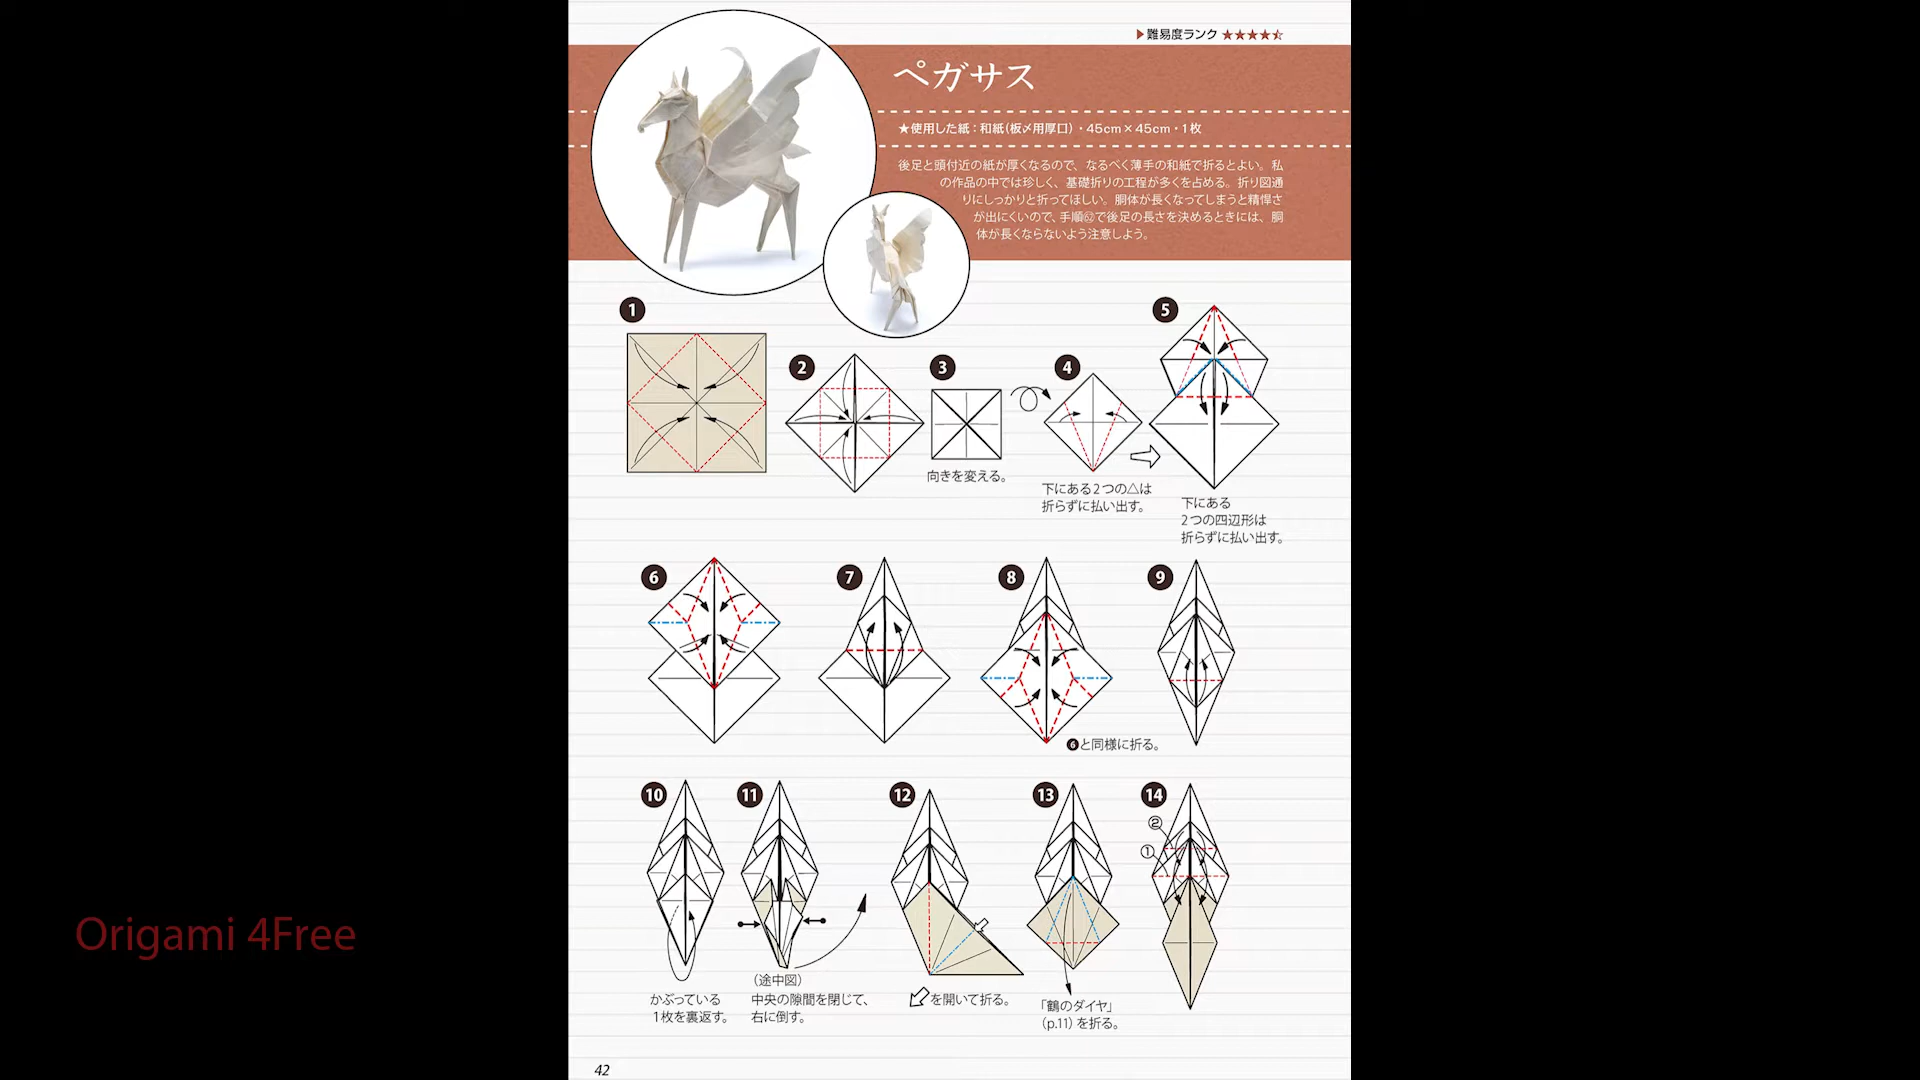 ▶難易度ランク ★★★★⯪
ペガサス
★使用した紙：和紙（板〆用厚口）・45cm×45cm・1枚
後足と頭付近の紙が厚くなるので、なるべく薄手の和紙で折るとよい。私
の作品の中では珍しく、基礎折りの工程が多くを占める。折り図通
りにしっかりと折ってほしい。胴体が長くなってしまうと精悍さ
が出にくいので、手順㊷で後足の長さを決めるときには、胴
体が長くならないよう注意しよう。
1
2
3
4
5
向きを変える。
下にある2つの△は
折らずに払い出す。
下にある
2つの四辺形は
折らずに払い出す。
6
7
8
9
❻と同様に折る。
10
11
12
13
14
②
①
かぶっている
1枚を裏返す。
（途中図）
中央の隙間を閉じて、
右に倒す。
を開いて折る。
「鶴のダイヤ」
（p.11）を折る。
Origami 4Free
42